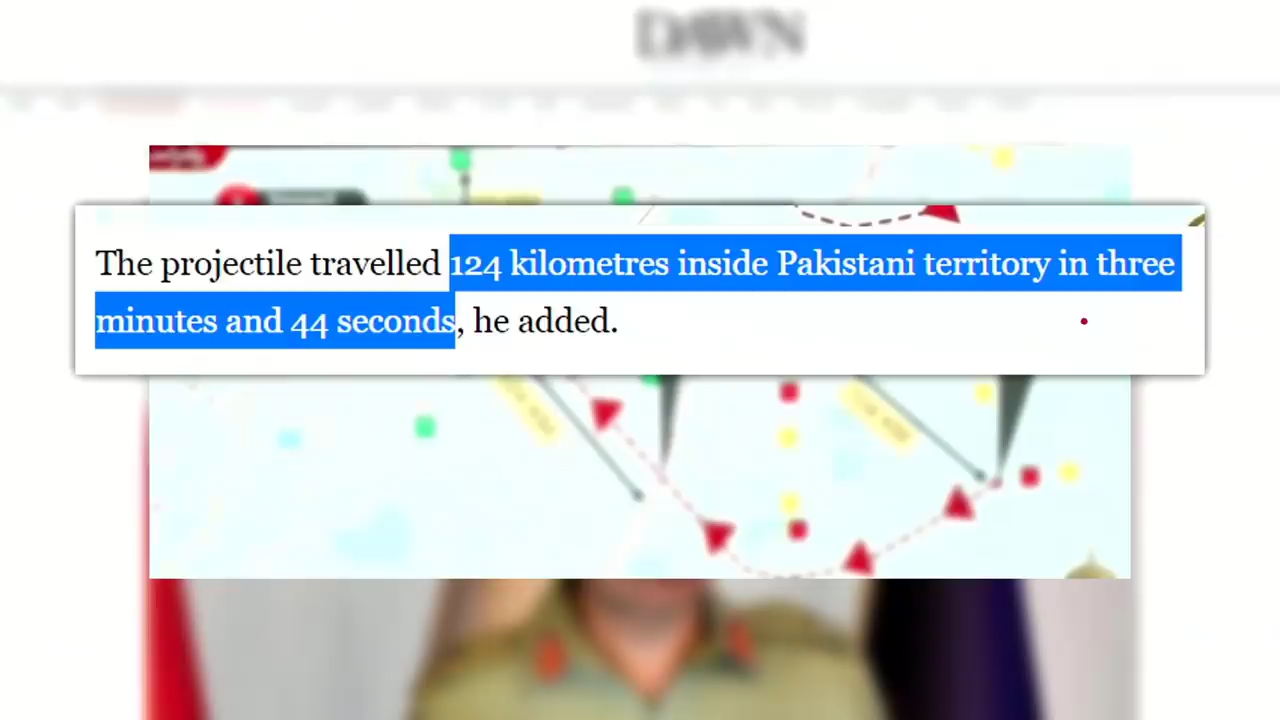 DAWN
The projectile travelled 124 kilometres inside Pakistani territory in three
minutes and 44 seconds, he added.